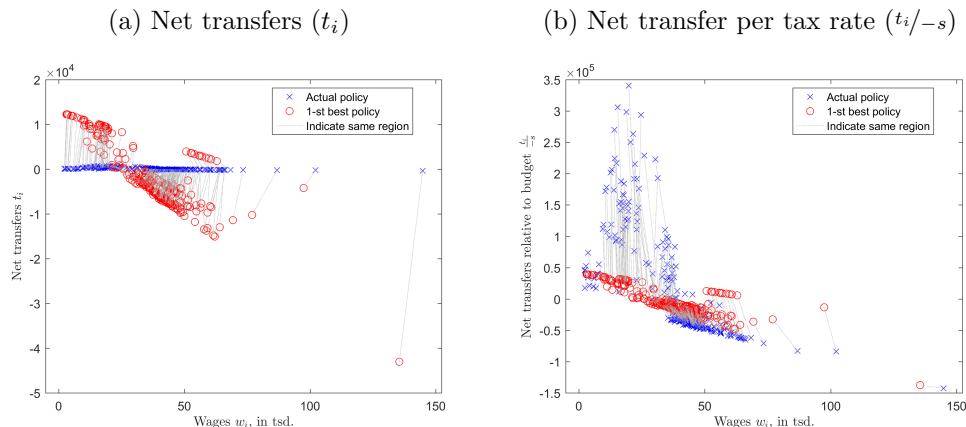 (a) Net transfers (tᵢ)
×10⁴
2
1
0
-1
-2
-3
-4
-5
0
50
100
150
Net transfers tᵢ
Wages wᵢ, in tsd.
Actual policy
1-st best policy
Indicate same region
(b) Net transfer per tax rate (tᵢ/−s)
×10⁵
3.5
3
2.5
2
1.5
1
0.5
0
-0.5
-1
-1.5
0
50
100
150
Net transfers relative to budget tᵢ/−s
Wages wᵢ, in tsd.
Actual policy
1-st best policy
Indicate same region